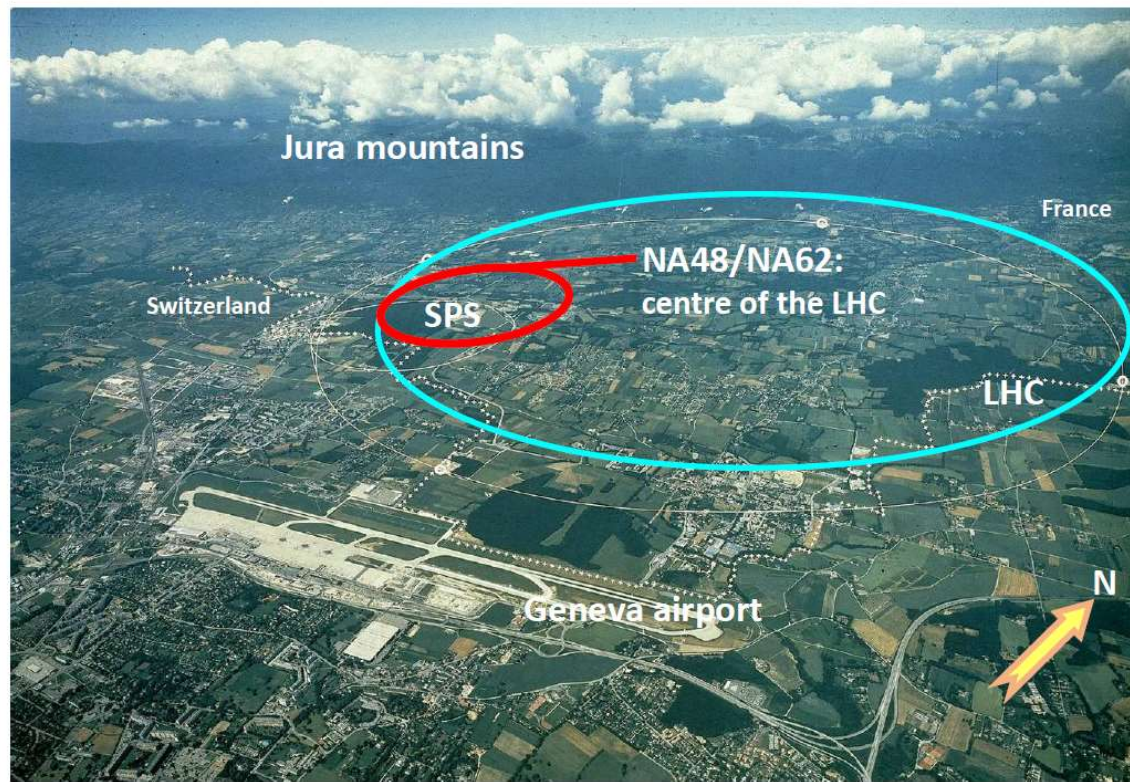 Jura mountains
France
NA48/NA62:
centre of the LHC
Switzerland
SPS
LHC
N
Geneva airport